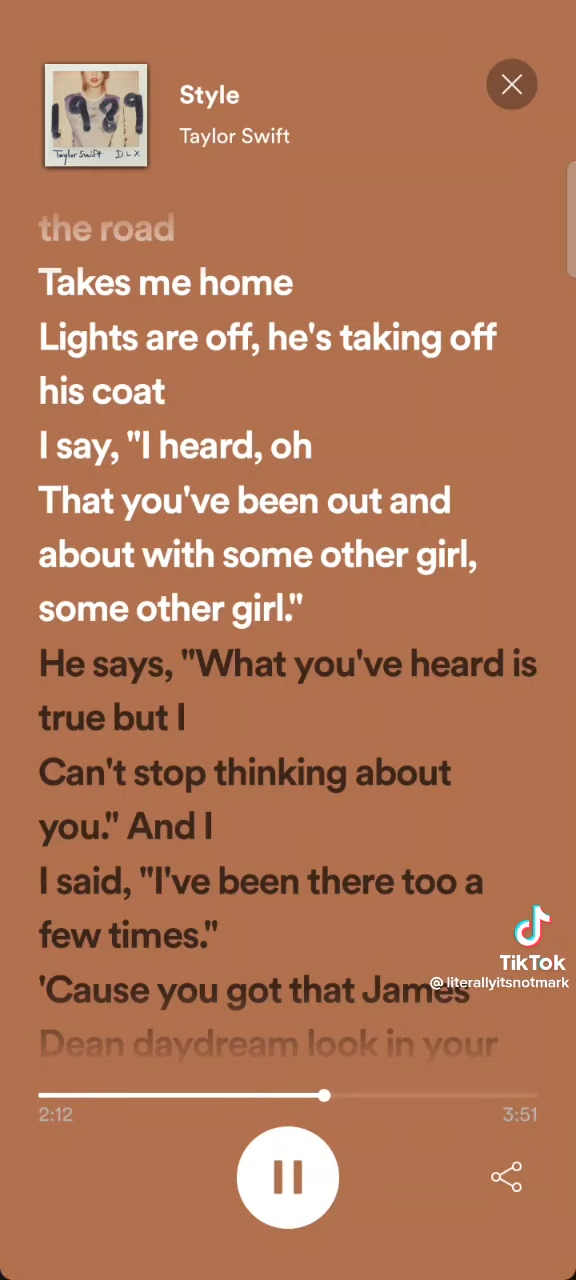 1989
Taylor Swift D L X
Style
Taylor Swift
the road
Takes me home
Lights are off, he's taking off
his coat
I say, "I heard, oh
That you've been out and
about with some other girl,
some other girl."
He says, "What you've heard is
true but I
Can't stop thinking about
you." And I
I said, "I've been there too a
few times."
'Cause you got that James
Dean daydream look in your
TikTok
@literallyitsnotmark
2:12
3:51